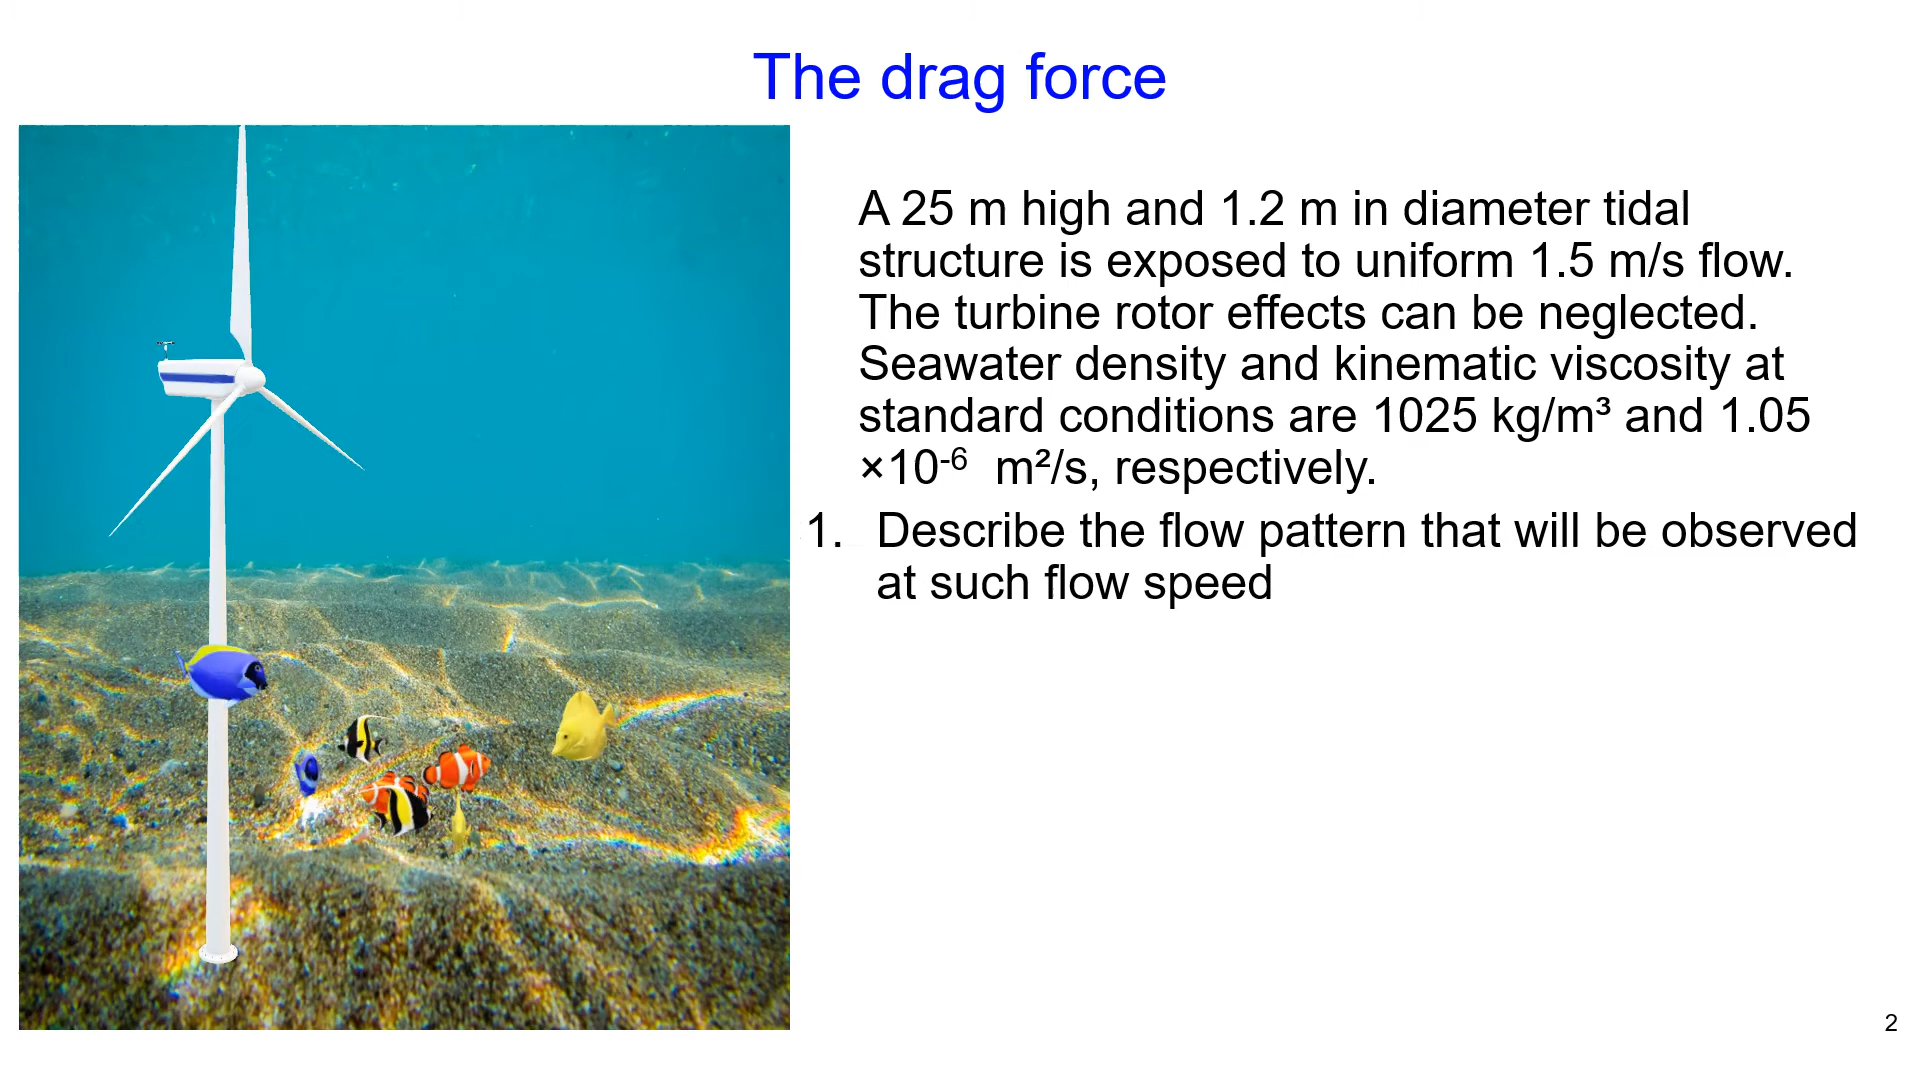 The drag force
A 25 m high and 1.2 m in diameter tidal
structure is exposed to uniform 1.5 m/s flow.
The turbine rotor effects can be neglected.
Seawater density and kinematic viscosity at
standard conditions are 1025 kg/m³ and 1.05
×10⁻⁶ m²/s, respectively.
1. Describe the flow pattern that will be observed
at such flow speed
2